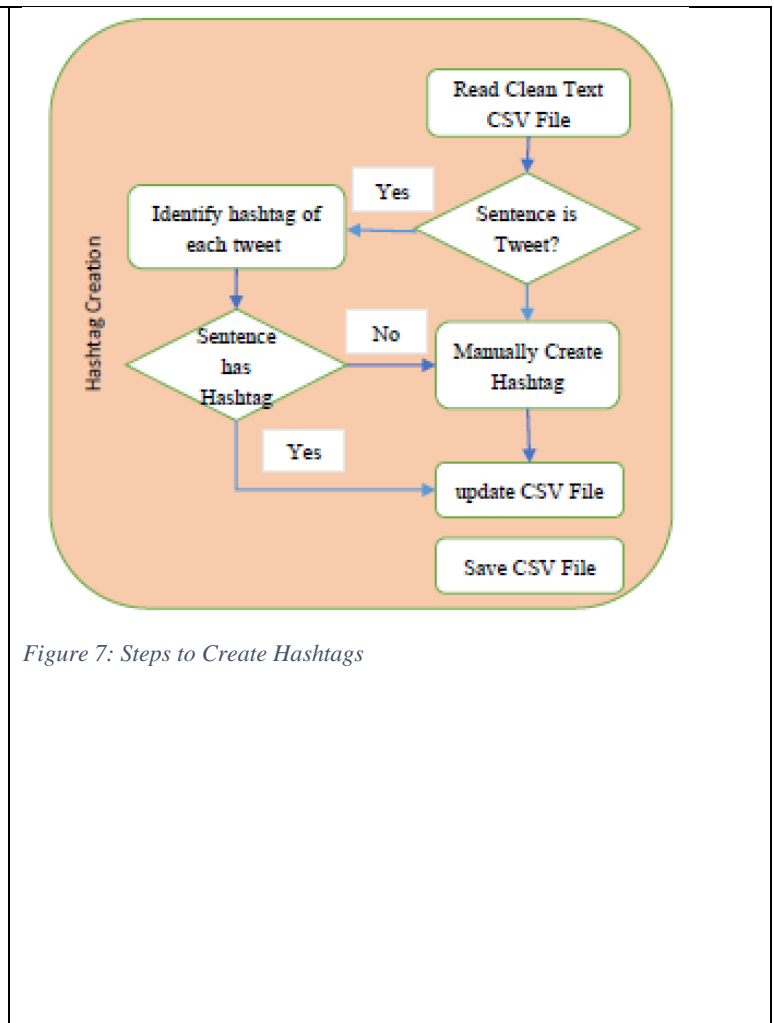 Read Clean Text
CSV File
Yes
Sentence is
Tweet?
Identify hashtag of
each tweet
Hashtag Creation
Sentence
has
Hashtag
No
Manually Create
Hashtag
Yes
update CSV File
Save CSV File
Figure 7: Steps to Create Hashtags